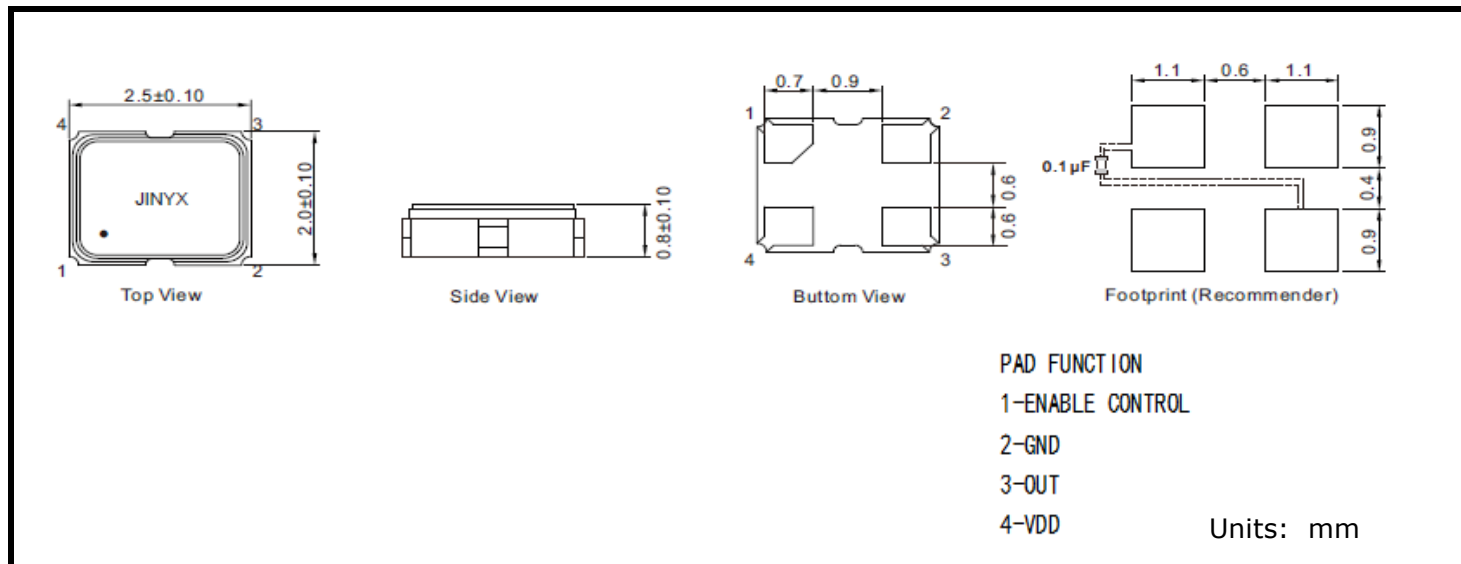 2.5±0.10
4
3
JINYX
2.0±0.10
1
2
Top View
0.8±0.10
Side View
0.7
0.9
1
2
0.6
0.6
4
3
Buttom View
1.1
0.6
1.1
0.9
0.1µF
0.4
0.9
Footprint (Recommender)
PAD FUNCTION
1-ENABLE CONTROL
2-GND
3-OUT
4-VDD
Units: mm